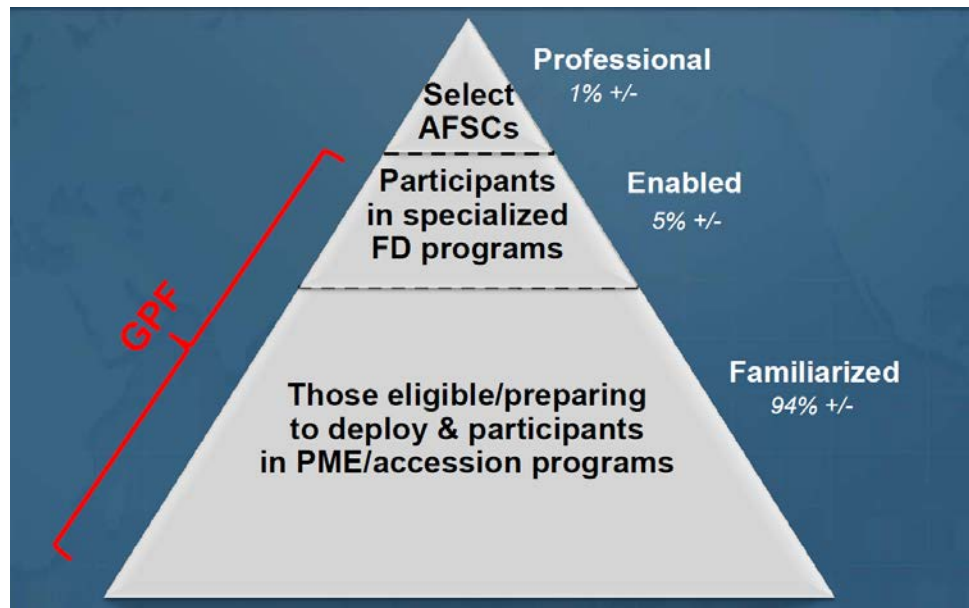 Professional
1% +/-
Select
AFSCs
Participants
in specialized
FD programs
Enabled
5% +/-
GPF
Familiarized
94% +/-
Those eligible/preparing
to deploy & participants
in PME/accession programs